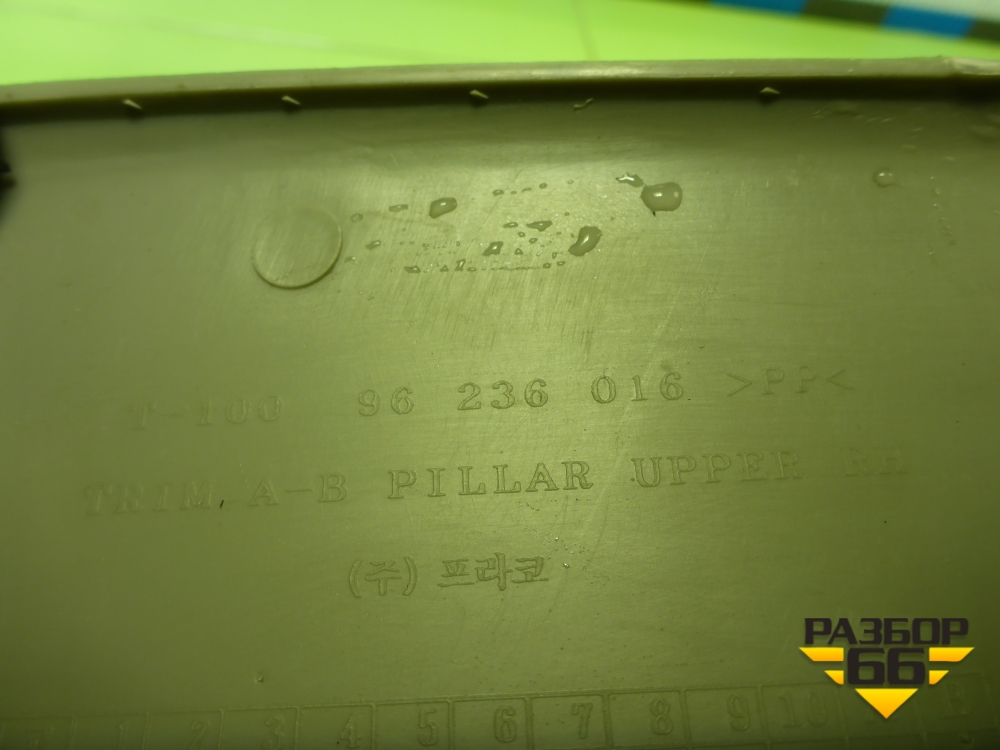 T-100 96 236 016 >PP<
TRIM A-B PILLAR UPPER RH
(주) 프라코
РАЗБОР
66
1 2 3 4 5 6 7 8 9 10